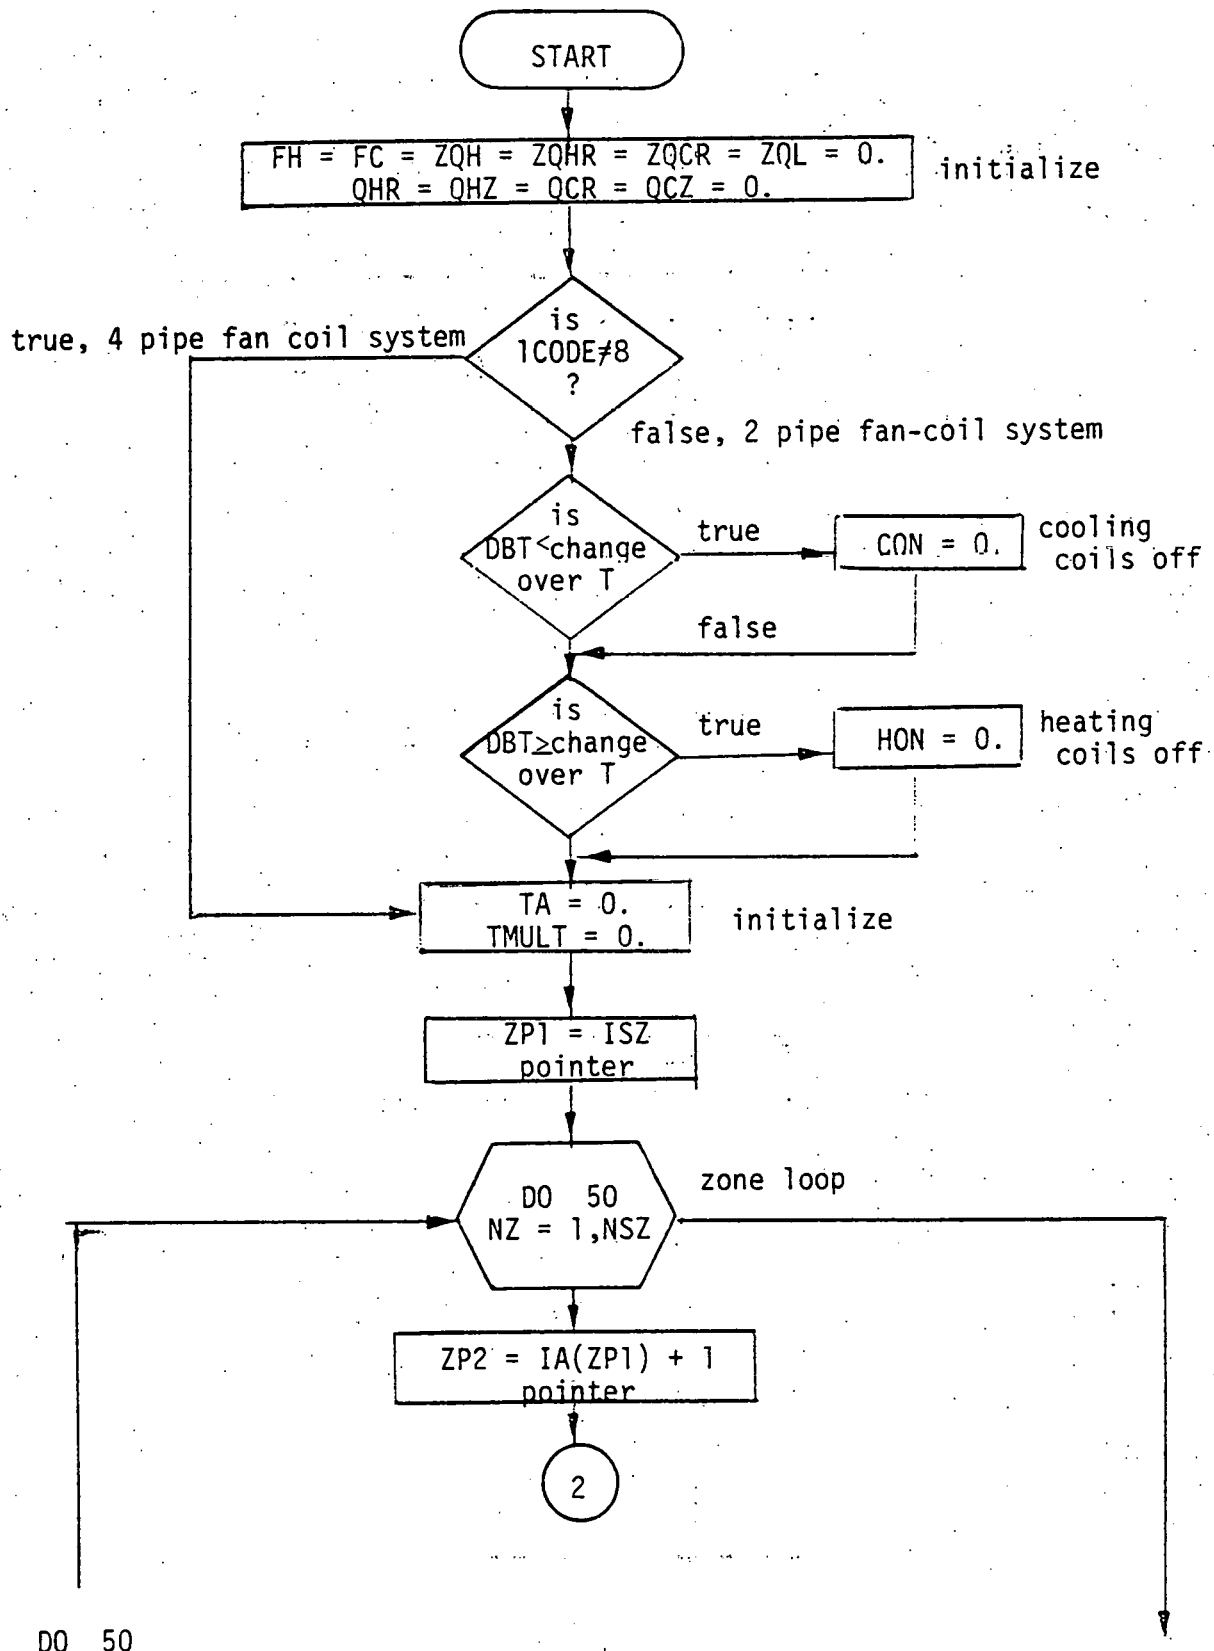 START
FH = FC = ZQH = ZQHR = ZQCR = ZQL = 0.
QHR = QHZ = QCR = QCZ = 0.
initialize
is
1CODE≠8
?
true, 4 pipe fan coil system
false, 2 pipe fan-coil system
is
DBT<change
over T
true
CON = 0.
cooling
coils off
false
is
DBT≥change
over T
true
HON = 0.
heating
coils off
TA = 0.
TMULT = 0.
initialize
ZP1 = ISZ
pointer
DO 50
NZ = 1,NSZ
zone loop
ZP2 = IA(ZP1) + 1
pointer
2
DO 50